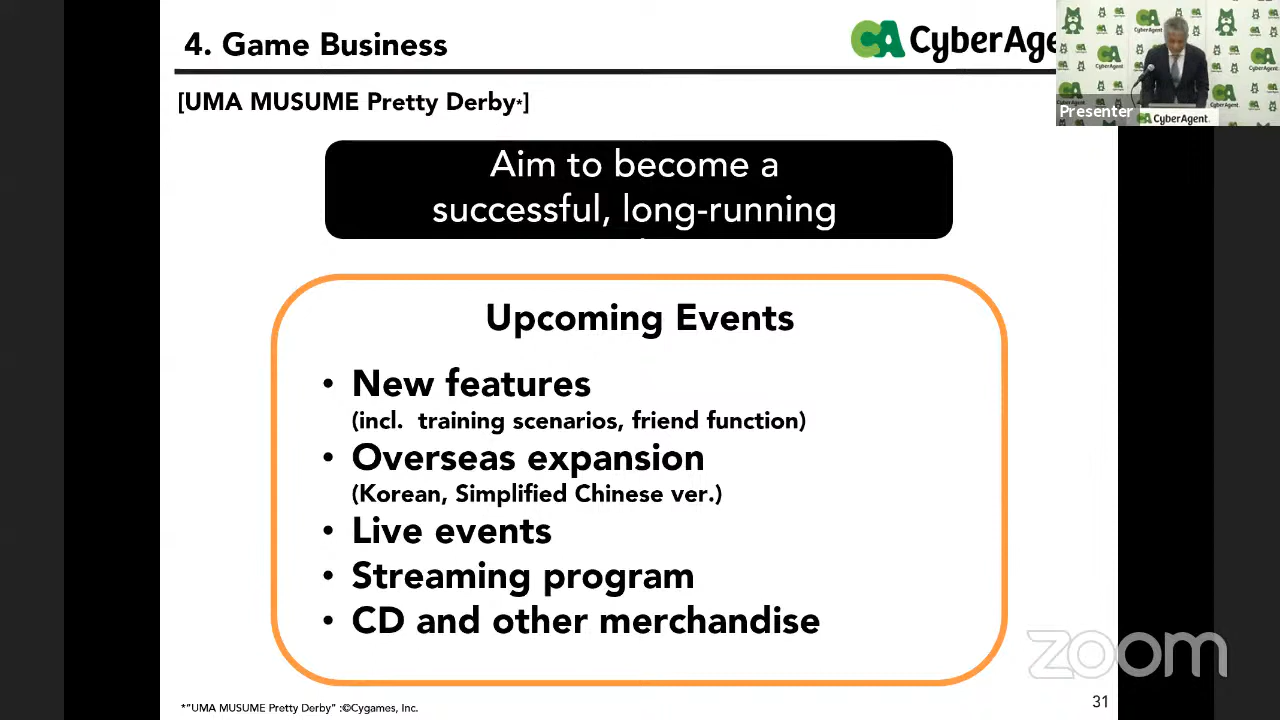 4. Game Business
CyberAge
[UMA MUSUME Pretty Derby*]
Presenter
CyberAgent.
Aim to become a
successful, long-running
Upcoming Events
• New features
(incl. training scenarios, friend function)
• Overseas expansion
(Korean, Simplified Chinese ver.)
• Live events
• Streaming program
• CD and other merchandise
zoom
*"UMA MUSUME Pretty Derby" :©Cygames, Inc.
31